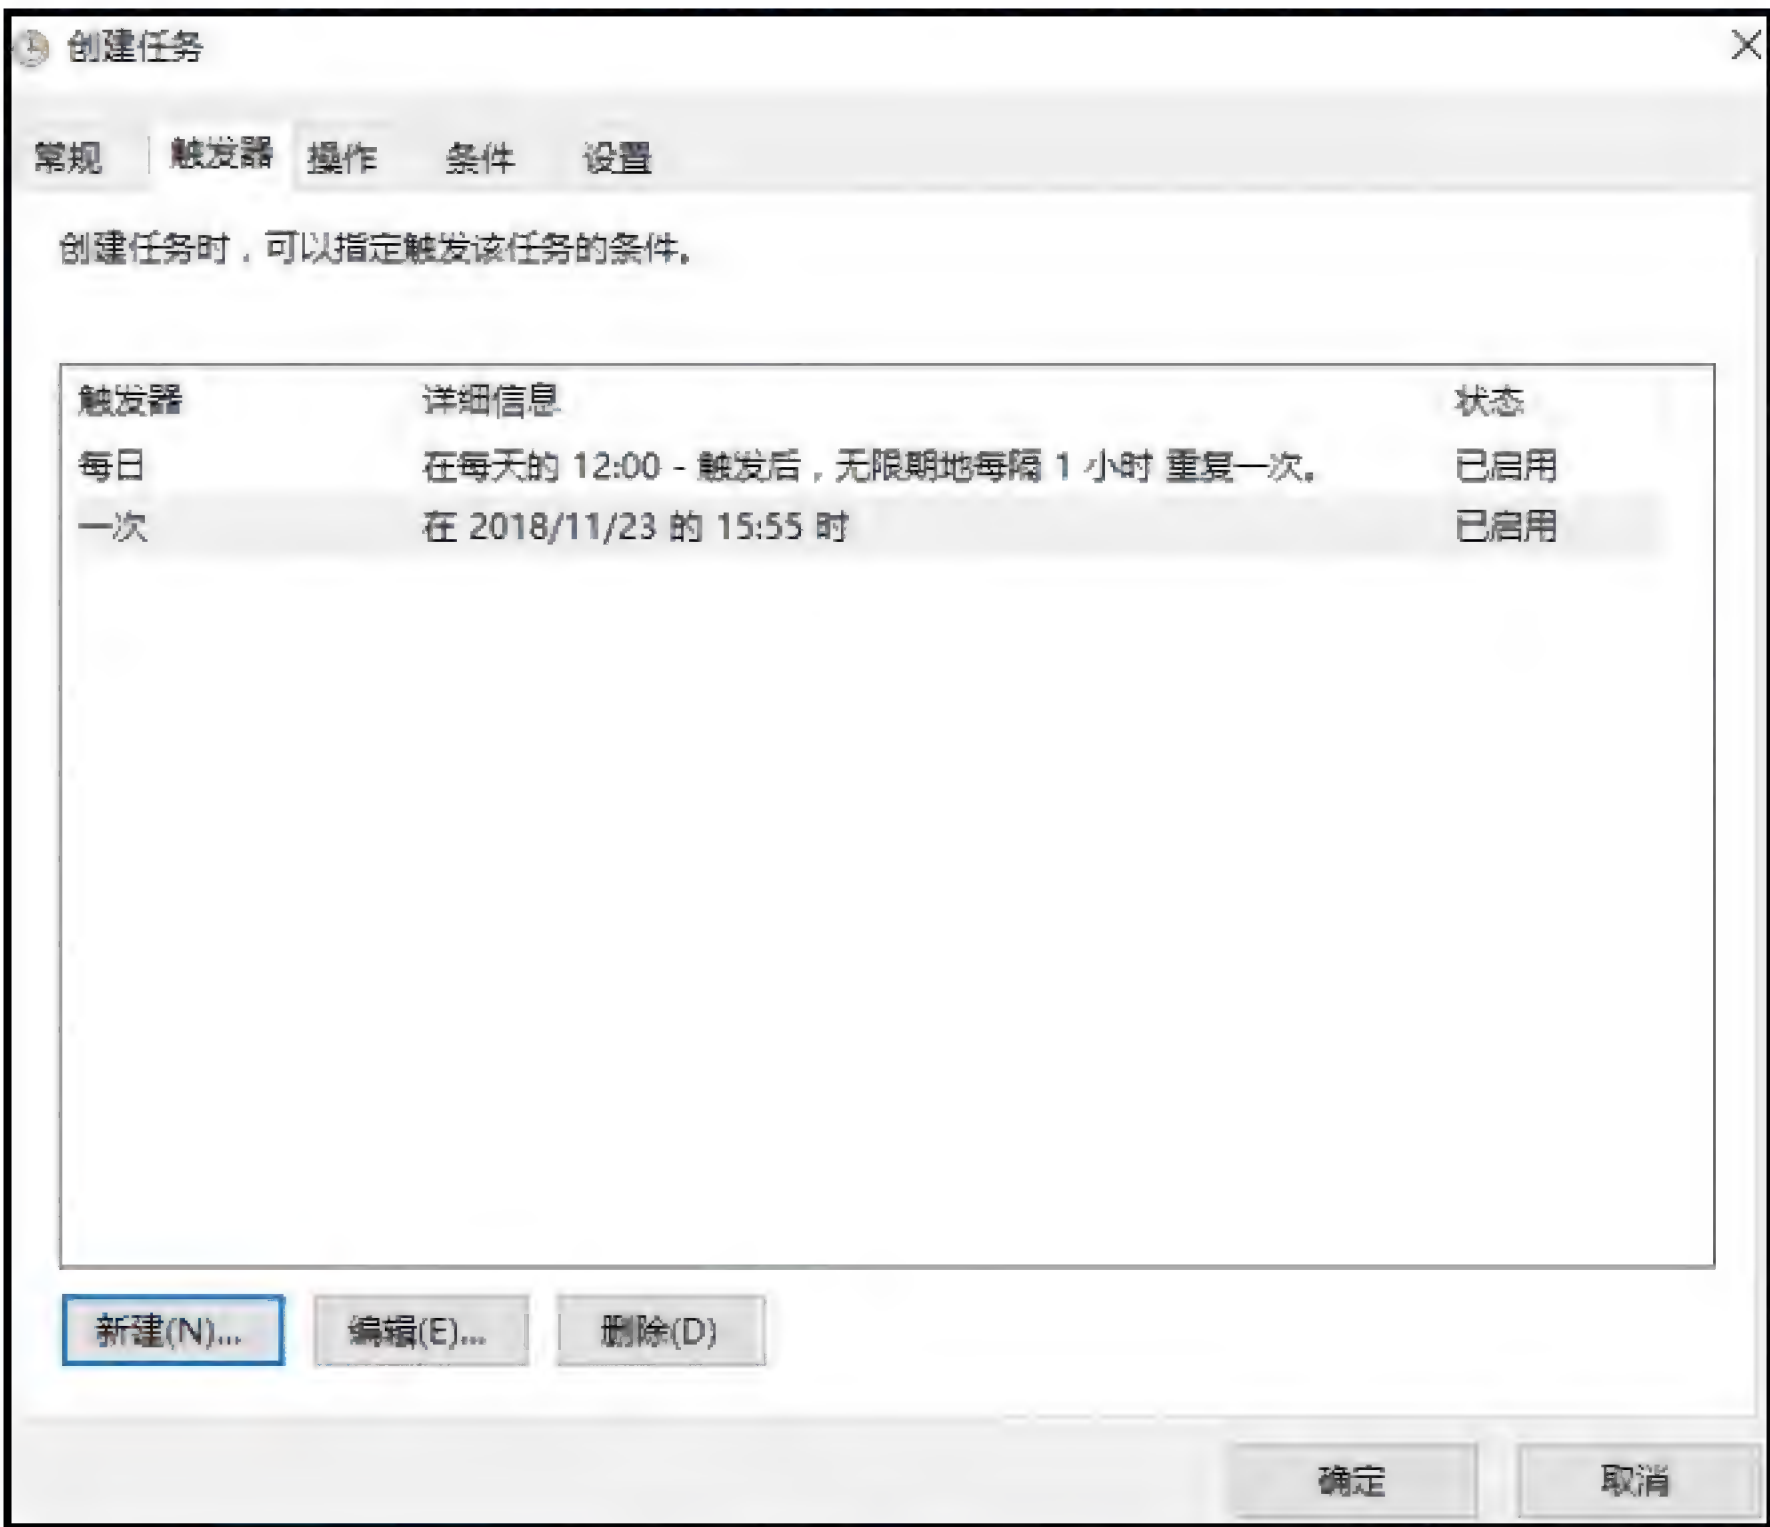 创建任务
常规 触发器 操作 条件 设置
创建任务时，可以指定触发该任务的条件。
触发器 详细信息 状态
每日 在每天的 12:00 - 触发后，无限期地每隔 1 小时 重复一次。 已启用
一次 在 2018/11/23 的 15:55 时 已启用
新建(N)... 编辑(E)... 删除(D)
确定 取消